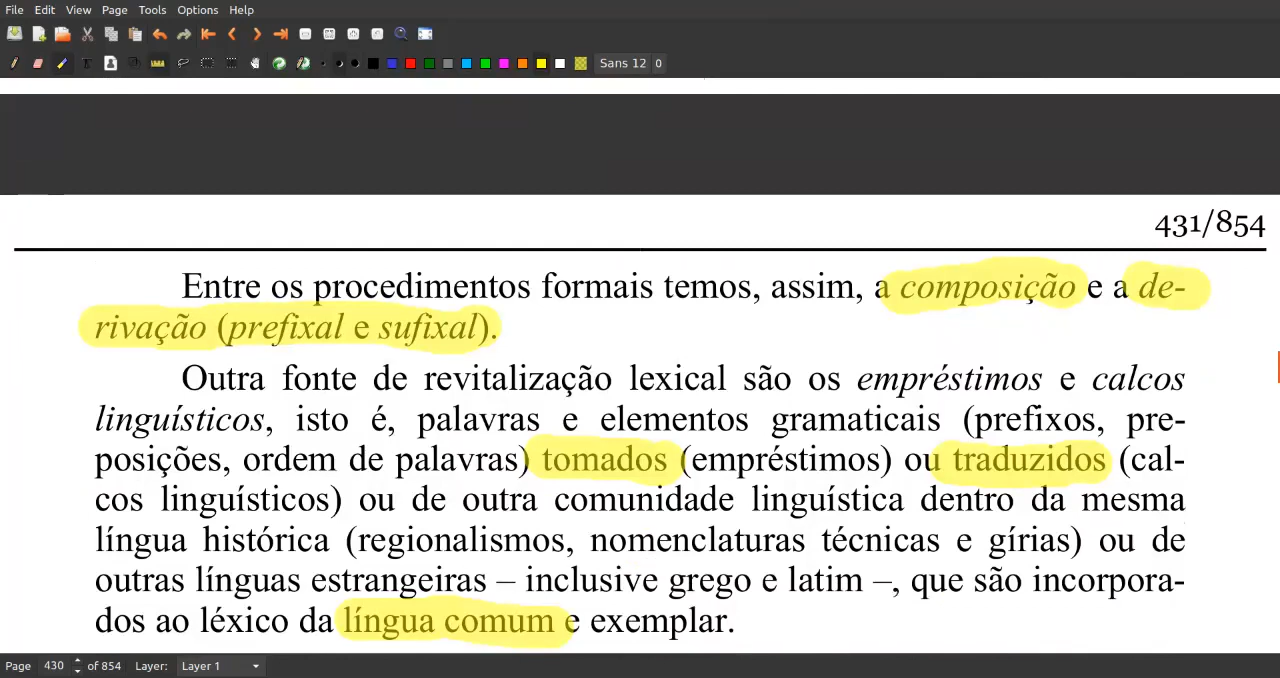 File Edit View Page Tools Options Help
Sans 12 0
431/854
Entre os procedimentos formais temos, assim, a composição e a de-
rivação (prefixal e sufixal).
Outra fonte de revitalização lexical são os empréstimos e calcos
linguísticos, isto é, palavras e elementos gramaticais (prefixos, pre-
posições, ordem de palavras) tomados (empréstimos) ou traduzidos (cal-
cos linguísticos) ou de outra comunidade linguística dentro da mesma
língua histórica (regionalismos, nomenclaturas técnicas e gírias) ou de
outras línguas estrangeiras – inclusive grego e latim –, que são incorpora-
dos ao léxico da língua comum e exemplar.
Page 430 of 854 Layer: Layer 1